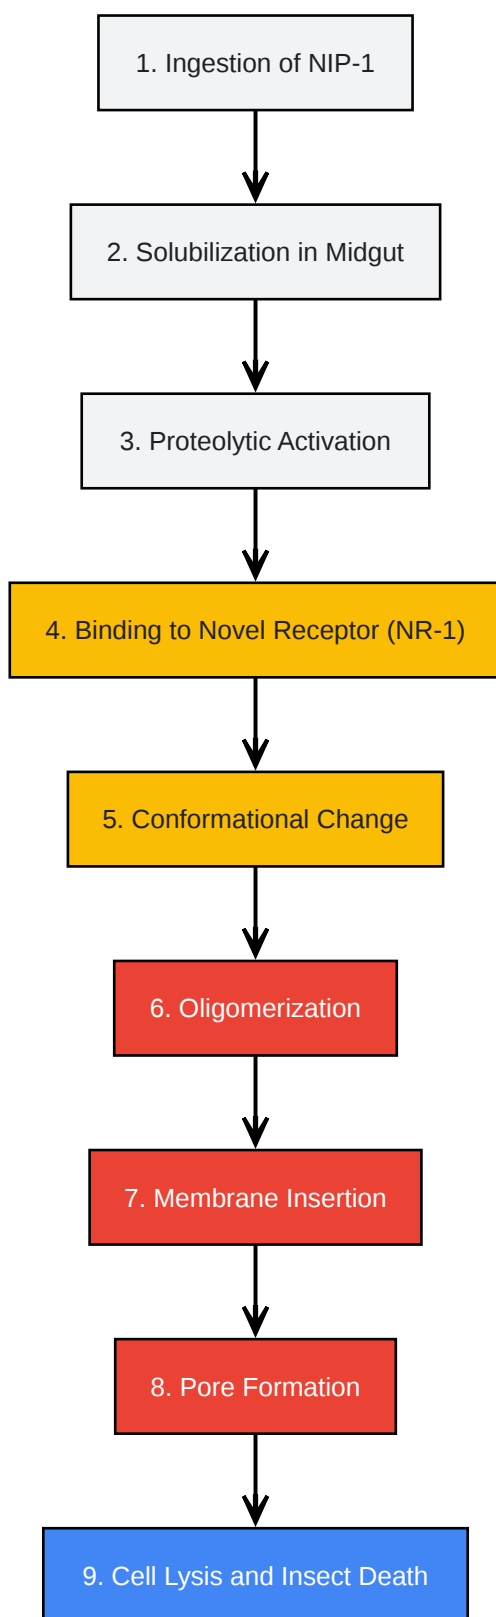 1. Ingestion of NIP-1
2. Solubilization in Midgut
3. Proteolytic Activation
4. Binding to Novel Receptor (NR-1)
5. Conformational Change
6. Oligomerization
7. Membrane Insertion
8. Pore Formation
9. Cell Lysis and Insect Death